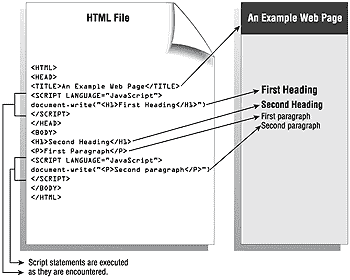 HTML File
<HTML>
<HEAD>
<TITLE>An Example Web Page</TITLE>
<SCRIPT LANGUAGE="JavaScript">
document.write("<H1>First Heading</H1>")
</SCRIPT>
</HEAD>
<BODY>
<H1>Second Heading</H1>
<P>First Paragraph</P>
<SCRIPT LANGUAGE="JavaScript">
document.write("<P>Second paragraph</P>")
</SCRIPT>
</BODY>
</HTML>
Script statements are executed
as they are encountered.
An Example Web Page
First Heading
Second Heading
First paragraph
Second paragraph